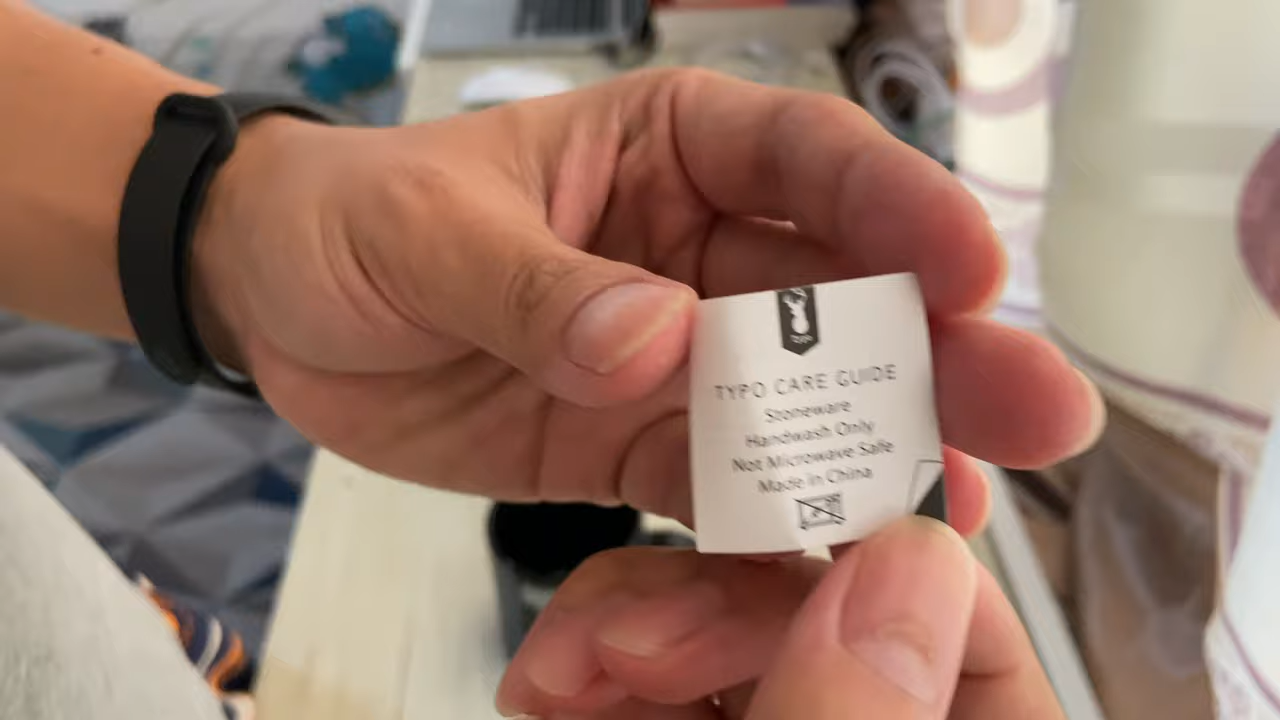 TYPO CARE GUIDE
Stoneware
Handwash Only
Not Microwave Safe
Made in China